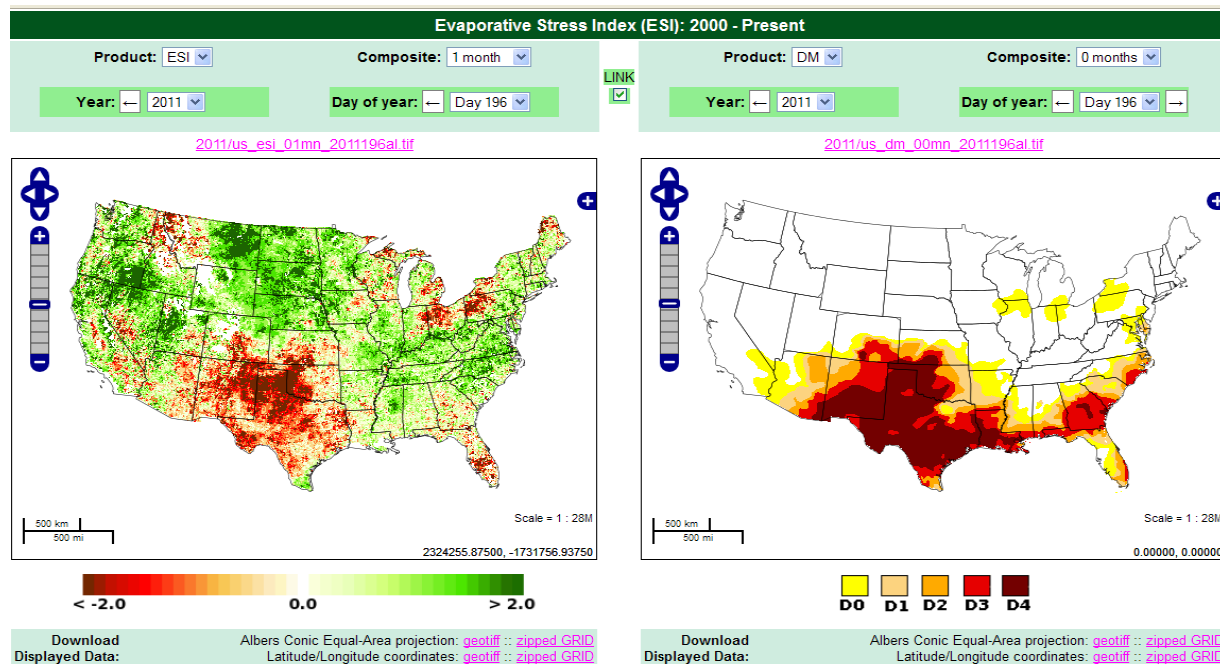 Evaporative Stress Index (ESI): 2000 - Present
Product: ESI Composite: 1 month
Year: ← 2011 Day of year: ← Day 196
LINK
Product: DM Composite: 0 months
Year: ← 2011 Day of year: ← Day 196 →
2011/us_esi_01mn_2011196al.tif
2011/us_dm_00mn_2011196al.tif
500 km
500 mi
Scale = 1 : 28M
2324255.87500, -1731756.93750
500 km
500 mi
Scale = 1 : 28M
0.00000, 0.00000
< -2.0 0.0 > 2.0
D0 D1 D2 D3 D4
Download Displayed Data:
Albers Conic Equal-Area projection: geotiff :: zipped GRID
Latitude/Longitude coordinates: geotiff :: zipped GRID
Download Displayed Data:
Albers Conic Equal-Area projection: geotiff :: zipped GRID
Latitude/Longitude coordinates: geotiff :: zipped GRID